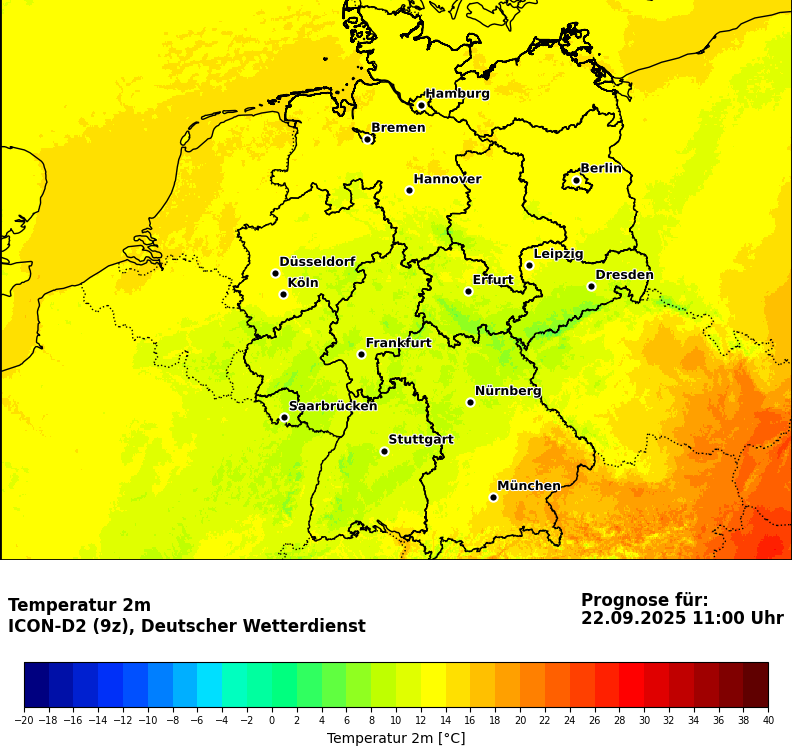 Hamburg
Bremen
Berlin
Hannover
Leipzig
Düsseldorf
Dresden
Köln
Erfurt
Frankfurt
Nürnberg
Saarbrücken
Stuttgart
München
Temperatur 2m
ICON-D2 (9z), Deutscher Wetterdienst
Prognose für:
22.09.2025 11:00 Uhr
−20 −18 −16 −14 −12 −10 −8 −6 −4 −2 0 2 4 6 8 10 12 14 16 18 20 22 24 26 28 30 32 34 36 38 40
Temperatur 2m [°C]